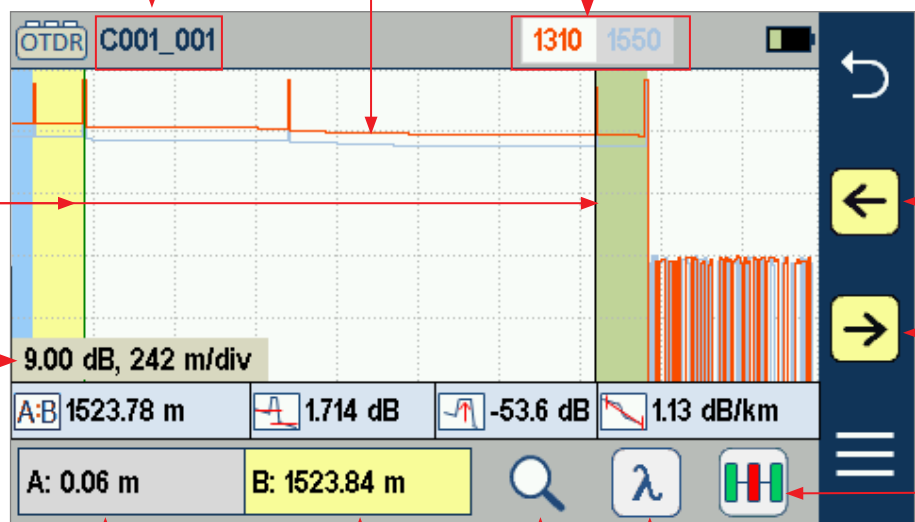 OTDR C001_001 1310 1550
9.00 dB, 242 m/div
A:B 1523.78 m 1.714 dB -53.6 dB 1.13 dB/km
A: 0.06 m B: 1523.84 m λ